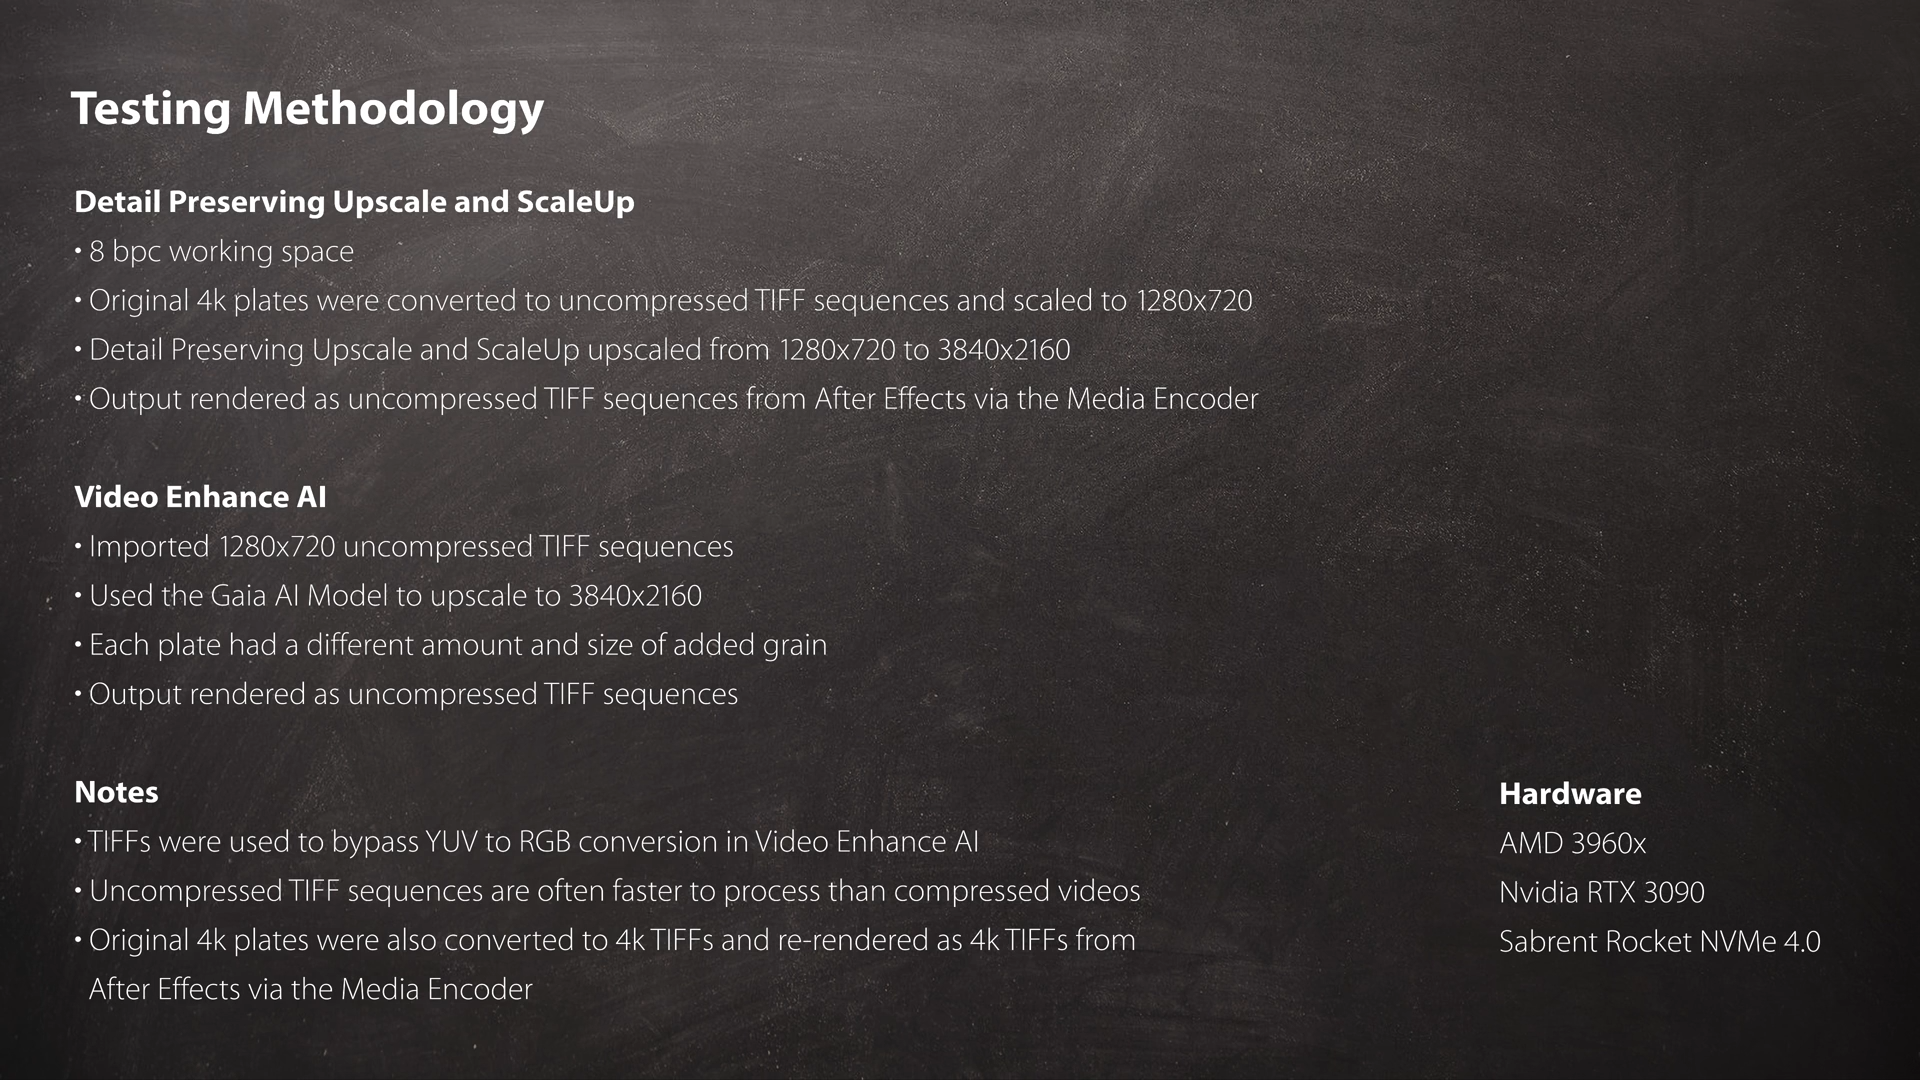 Testing Methodology
Detail Preserving Upscale and ScaleUp
• 8 bpc working space
• Original 4k plates were converted to uncompressed TIFF sequences and scaled to 1280x720
• Detail Preserving Upscale and ScaleUp upscaled from 1280x720 to 3840x2160
• Output rendered as uncompressed TIFF sequences from After Effects via the Media Encoder
Video Enhance AI
• Imported 1280x720 uncompressed TIFF sequences
• Used the Gaia AI Model to upscale to 3840x2160
• Each plate had a different amount and size of added grain
• Output rendered as uncompressed TIFF sequences
Notes
• TIFFs were used to bypass YUV to RGB conversion in Video Enhance AI
• Uncompressed TIFF sequences are often faster to process than compressed videos
• Original 4k plates were also converted to 4k TIFFs and re-rendered as 4k TIFFs from
After Effects via the Media Encoder
Hardware
AMD 3960x
Nvidia RTX 3090
Sabrent Rocket NVMe 4.0